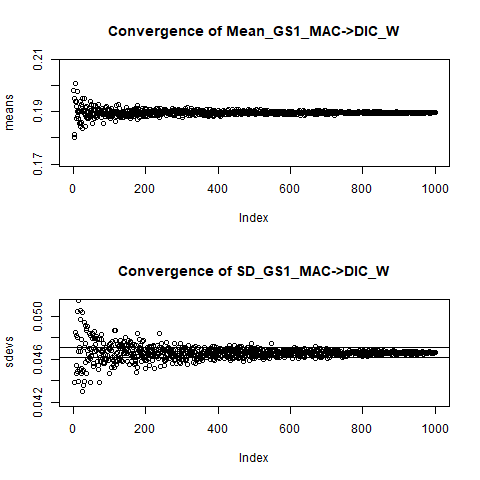 Convergence of Mean_GS1_MAC->DIC_W
0.21
0.19
0.17
means
0 200 400 600 800 1000
Index
Convergence of SD_GS1_MAC->DIC_W
0.050
0.046
0.042
sdevs
0 200 400 600 800 1000
Index